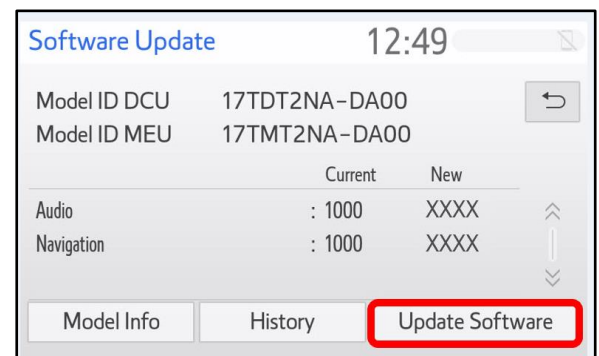 Software Update 12:49
Model ID DCU 17TDT2NA-DA00
Model ID MEU 17TMT2NA-DA00
Current New
Audio : 1000 XXXX
Navigation : 1000 XXXX
Model Info History Update Software